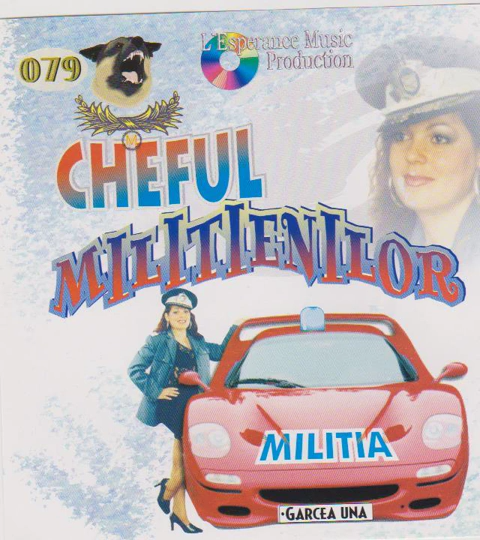 079
L'Esperance Music
Production
M
CHEFUL
MILITIENILOR
MILITIA
·GARCEA UNA